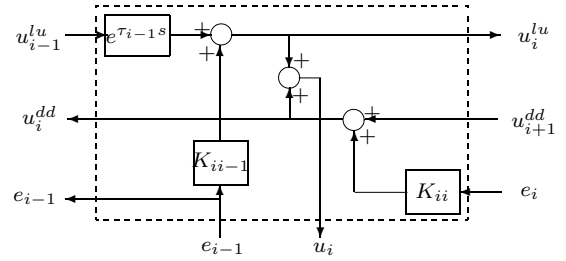 u_{i-1}^{lu} e^{τ_{i-1}s} + + u_i^{lu}
+
+
u_i^{dd} + + u_{i+1}^{dd}
K_{ii-1}
e_{i-1} K_{ii} e_i
e_{i-1} u_i